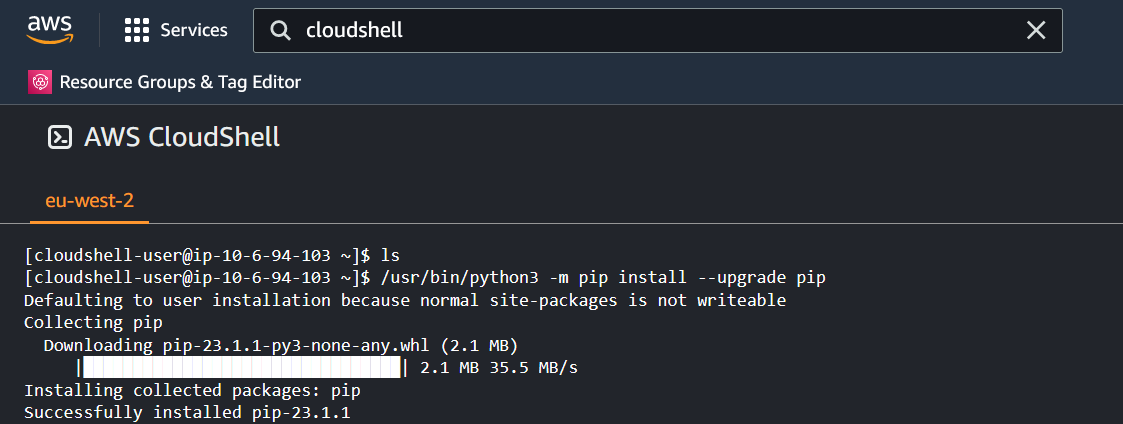 aws
Services
cloudshell
Resource Groups & Tag Editor
AWS CloudShell
eu-west-2
[cloudshell-user@ip-10-6-94-103 ~]$ ls
[cloudshell-user@ip-10-6-94-103 ~]$ /usr/bin/python3 -m pip install --upgrade pip
Defaulting to user installation because normal site-packages is not writeable
Collecting pip
  Downloading pip-23.1.1-py3-none-any.whl (2.1 MB)
     |████████████████████████████████| 2.1 MB 35.5 MB/s
Installing collected packages: pip
Successfully installed pip-23.1.1